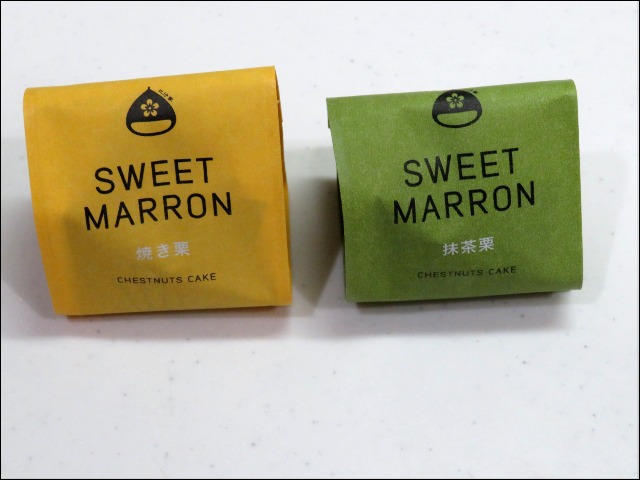 SWEET
MARRON
焼き栗
CHESTNUTS CAKE
SWEET
MARRON
抹茶栗
CHESTNUTS CAKE